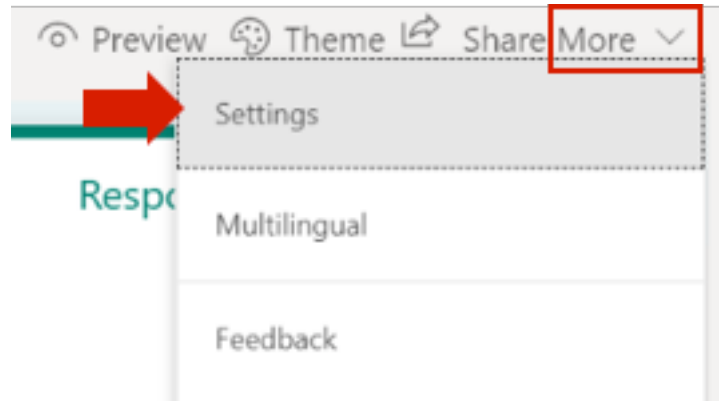 Preview Theme Share More
Settings
Respo
Multilingual
Feedback